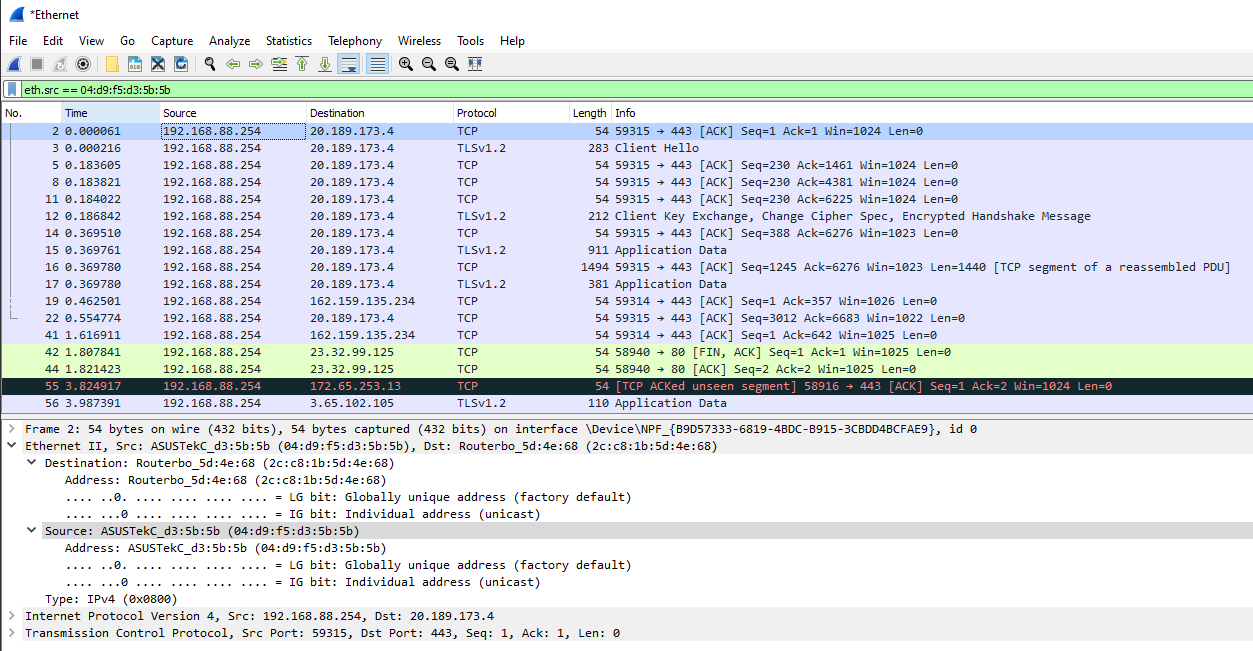 *Ethernet
File Edit View Go Capture Analyze Statistics Telephony Wireless Tools Help
eth.src == 04:d9:f5:d3:5b:5b
No. Time Source Destination Protocol Length Info
2 0.000061 192.168.88.254 20.189.173.4 TCP 54 59315 → 443 [ACK] Seq=1 Ack=1 Win=1024 Len=0
3 0.000216 192.168.88.254 20.189.173.4 TLSv1.2 283 Client Hello
5 0.183605 192.168.88.254 20.189.173.4 TCP 54 59315 → 443 [ACK] Seq=230 Ack=1461 Win=1024 Len=0
8 0.183821 192.168.88.254 20.189.173.4 TCP 54 59315 → 443 [ACK] Seq=230 Ack=4381 Win=1024 Len=0
11 0.184022 192.168.88.254 20.189.173.4 TCP 54 59315 → 443 [ACK] Seq=230 Ack=6225 Win=1024 Len=0
12 0.186842 192.168.88.254 20.189.173.4 TLSv1.2 212 Client Key Exchange, Change Cipher Spec, Encrypted Handshake Message
14 0.369510 192.168.88.254 20.189.173.4 TCP 54 59315 → 443 [ACK] Seq=388 Ack=6276 Win=1023 Len=0
15 0.369761 192.168.88.254 20.189.173.4 TLSv1.2 911 Application Data
16 0.369780 192.168.88.254 20.189.173.4 TCP 1494 59315 → 443 [ACK] Seq=1245 Ack=6276 Win=1023 Len=1440 [TCP segment of a reassembled PDU]
17 0.369780 192.168.88.254 20.189.173.4 TLSv1.2 381 Application Data
19 0.462501 192.168.88.254 162.159.135.234 TCP 54 59314 → 443 [ACK] Seq=1 Ack=357 Win=1026 Len=0
22 0.554774 192.168.88.254 20.189.173.4 TCP 54 59315 → 443 [ACK] Seq=3012 Ack=6683 Win=1022 Len=0
41 1.616911 192.168.88.254 162.159.135.234 TCP 54 59314 → 443 [ACK] Seq=1 Ack=642 Win=1025 Len=0
42 1.807841 192.168.88.254 23.32.99.125 TCP 54 58940 → 80 [FIN, ACK] Seq=1 Ack=1 Win=1025 Len=0
44 1.821423 192.168.88.254 23.32.99.125 TCP 54 58940 → 80 [ACK] Seq=2 Ack=2 Win=1025 Len=0
55 3.824917 192.168.88.254 172.65.253.13 TCP 54 [TCP ACKed unseen segment] 58916 → 443 [ACK] Seq=1 Ack=2 Win=1024 Len=0
56 3.987391 192.168.88.254 3.65.102.105 TLSv1.2 110 Application Data
Frame 2: 54 bytes on wire (432 bits), 54 bytes captured (432 bits) on interface \Device\NPF_{B9D57333-6819-4BDC-B915-3CBDD4BCFAE9}, id 0
Ethernet II, Src: ASUSTekC_d3:5b:5b (04:d9:f5:d3:5b:5b), Dst: Routerbo_5d:4e:68 (2c:c8:1b:5d:4e:68)
Destination: Routerbo_5d:4e:68 (2c:c8:1b:5d:4e:68)
Address: Routerbo_5d:4e:68 (2c:c8:1b:5d:4e:68)
.... ..0. .... .... .... .... = LG bit: Globally unique address (factory default)
.... ...0 .... .... .... .... = IG bit: Individual address (unicast)
Source: ASUSTekC_d3:5b:5b (04:d9:f5:d3:5b:5b)
Address: ASUSTekC_d3:5b:5b (04:d9:f5:d3:5b:5b)
.... ..0. .... .... .... .... = LG bit: Globally unique address (factory default)
.... ...0 .... .... .... .... = IG bit: Individual address (unicast)
Type: IPv4 (0x0800)
Internet Protocol Version 4, Src: 192.168.88.254, Dst: 20.189.173.4
Transmission Control Protocol, Src Port: 59315, Dst Port: 443, Seq: 1, Ack: 1, Len: 0